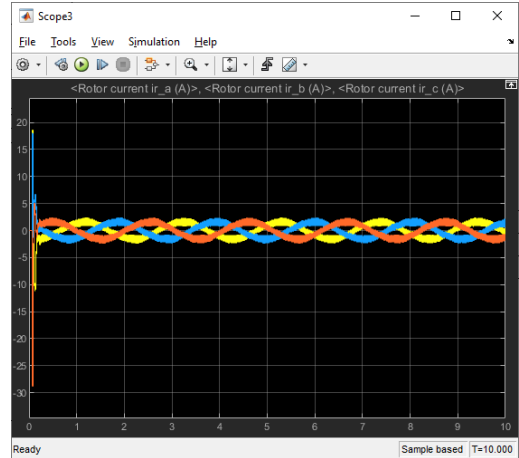 Scope3
File Tools View Simulation Help
<Rotor current ir_a (A)>, <Rotor current ir_b (A)>, <Rotor current ir_c (A)>
20
15
10
5
0
-5
-10
-15
-20
-25
-30
0 1 2 3 4 5 6 7 8 9 10
Ready Sample based T=10.000